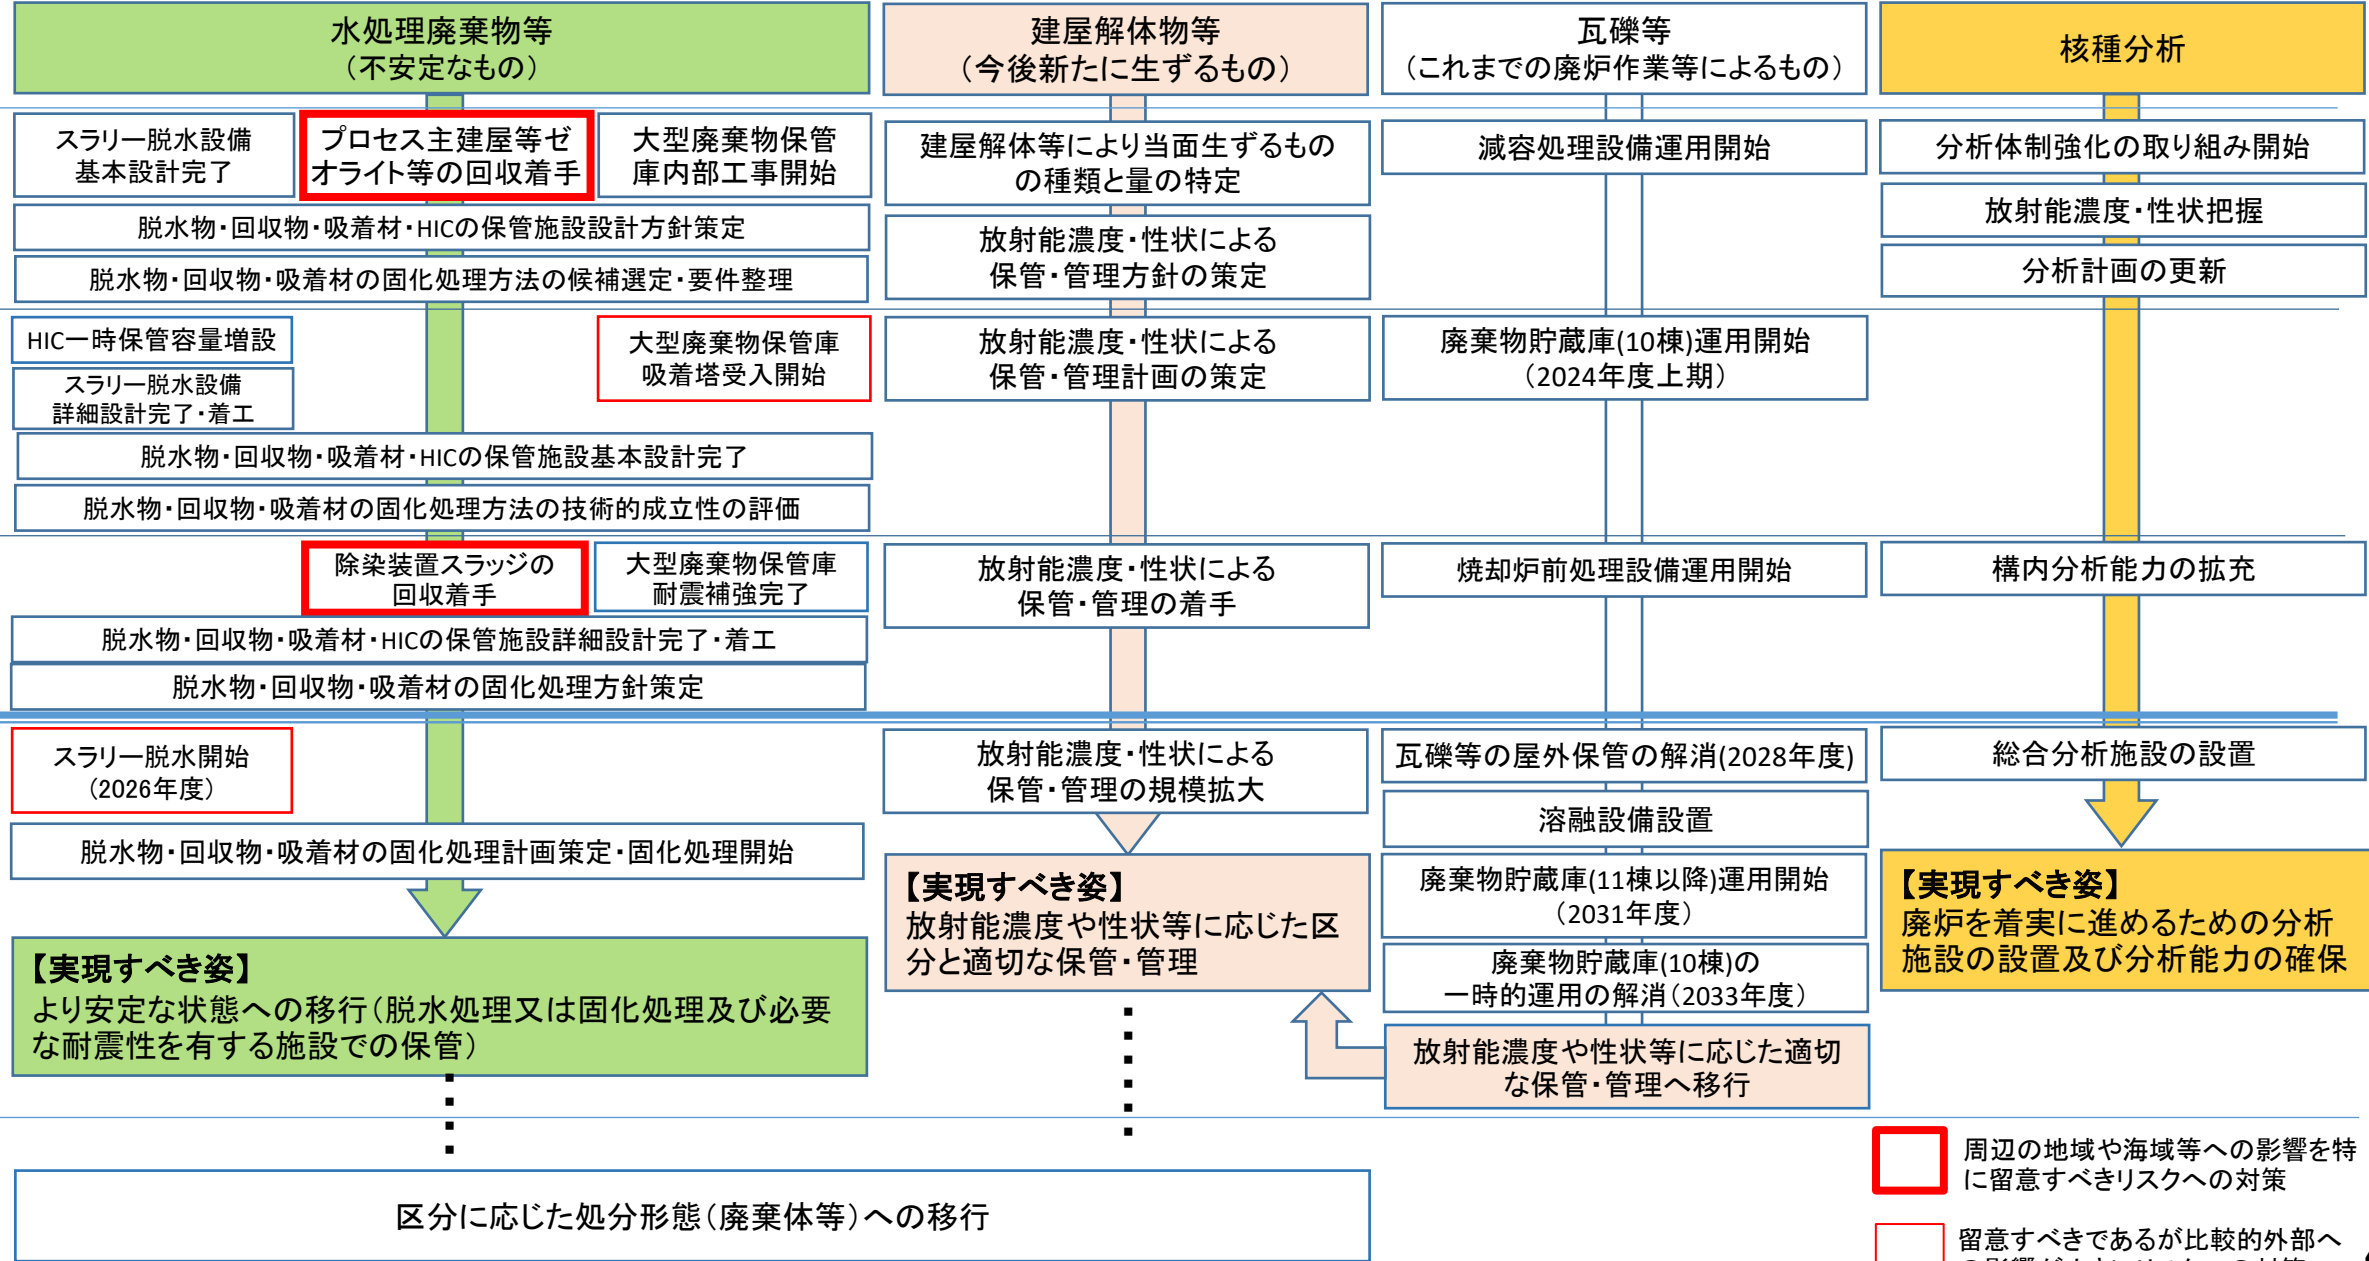 水処理廃棄物等
（不安定なもの）
建屋解体物等
（今後新たに生ずるもの）
瓦礫等
（これまでの廃炉作業等によるもの）
核種分析
スラリー脱水設備
基本設計完了
プロセス主建屋等ゼ
オライト等の回収着手
大型廃棄物保管
庫内部工事開始
建屋解体等により当面生ずるもの
の種類と量の特定
減容処理設備運用開始
分析体制強化の取り組み開始
放射能濃度・性状把握
脱水物・回収物・吸着材・HICの保管施設設計方針策定
放射能濃度・性状による
保管・管理方針の策定
分析計画の更新
脱水物・回収物・吸着材の固化処理方法の候補選定・要件整理
HIC一時保管容量増設
スラリー脱水設備
詳細設計完了・着工
大型廃棄物保管庫
吸着塔受入開始
放射能濃度・性状による
保管・管理計画の策定
廃棄物貯蔵庫(10棟)運用開始
（2024年度上期）
脱水物・回収物・吸着材・HICの保管施設基本設計完了
脱水物・回収物・吸着材の固化処理方法の技術的成立性の評価
除染装置スラッジの
回収着手
大型廃棄物保管庫
耐震補強完了
放射能濃度・性状による
保管・管理の着手
焼却炉前処理設備運用開始
構内分析能力の拡充
脱水物・回収物・吸着材・HICの保管施設詳細設計完了・着工
脱水物・回収物・吸着材の固化処理方針策定
スラリー脱水開始
（2026年度）
放射能濃度・性状による
保管・管理の規模拡大
瓦礫等の屋外保管の解消(2028年度)
総合分析施設の設置
溶融設備設置
脱水物・回収物・吸着材の固化処理計画策定・固化処理開始
廃棄物貯蔵庫(11棟以降)運用開始
（2031年度）
廃棄物貯蔵庫(10棟)の
一時的運用の解消（2033年度）
【実現すべき姿】
より安定な状態への移行（脱水処理又は固化処理及び必要
な耐震性を有する施設での保管）
【実現すべき姿】
放射能濃度や性状等に応じた区
分と適切な保管・管理
【実現すべき姿】
廃炉を着実に進めるための分析
施設の設置及び分析能力の確保
放射能濃度や性状等に応じた適切
な保管・管理へ移行
区分に応じた処分形態（廃棄体等）への移行
周辺の地域や海域等への影響を特
に留意すべきリスクへの対策
留意すべきであるが比較的外部へ